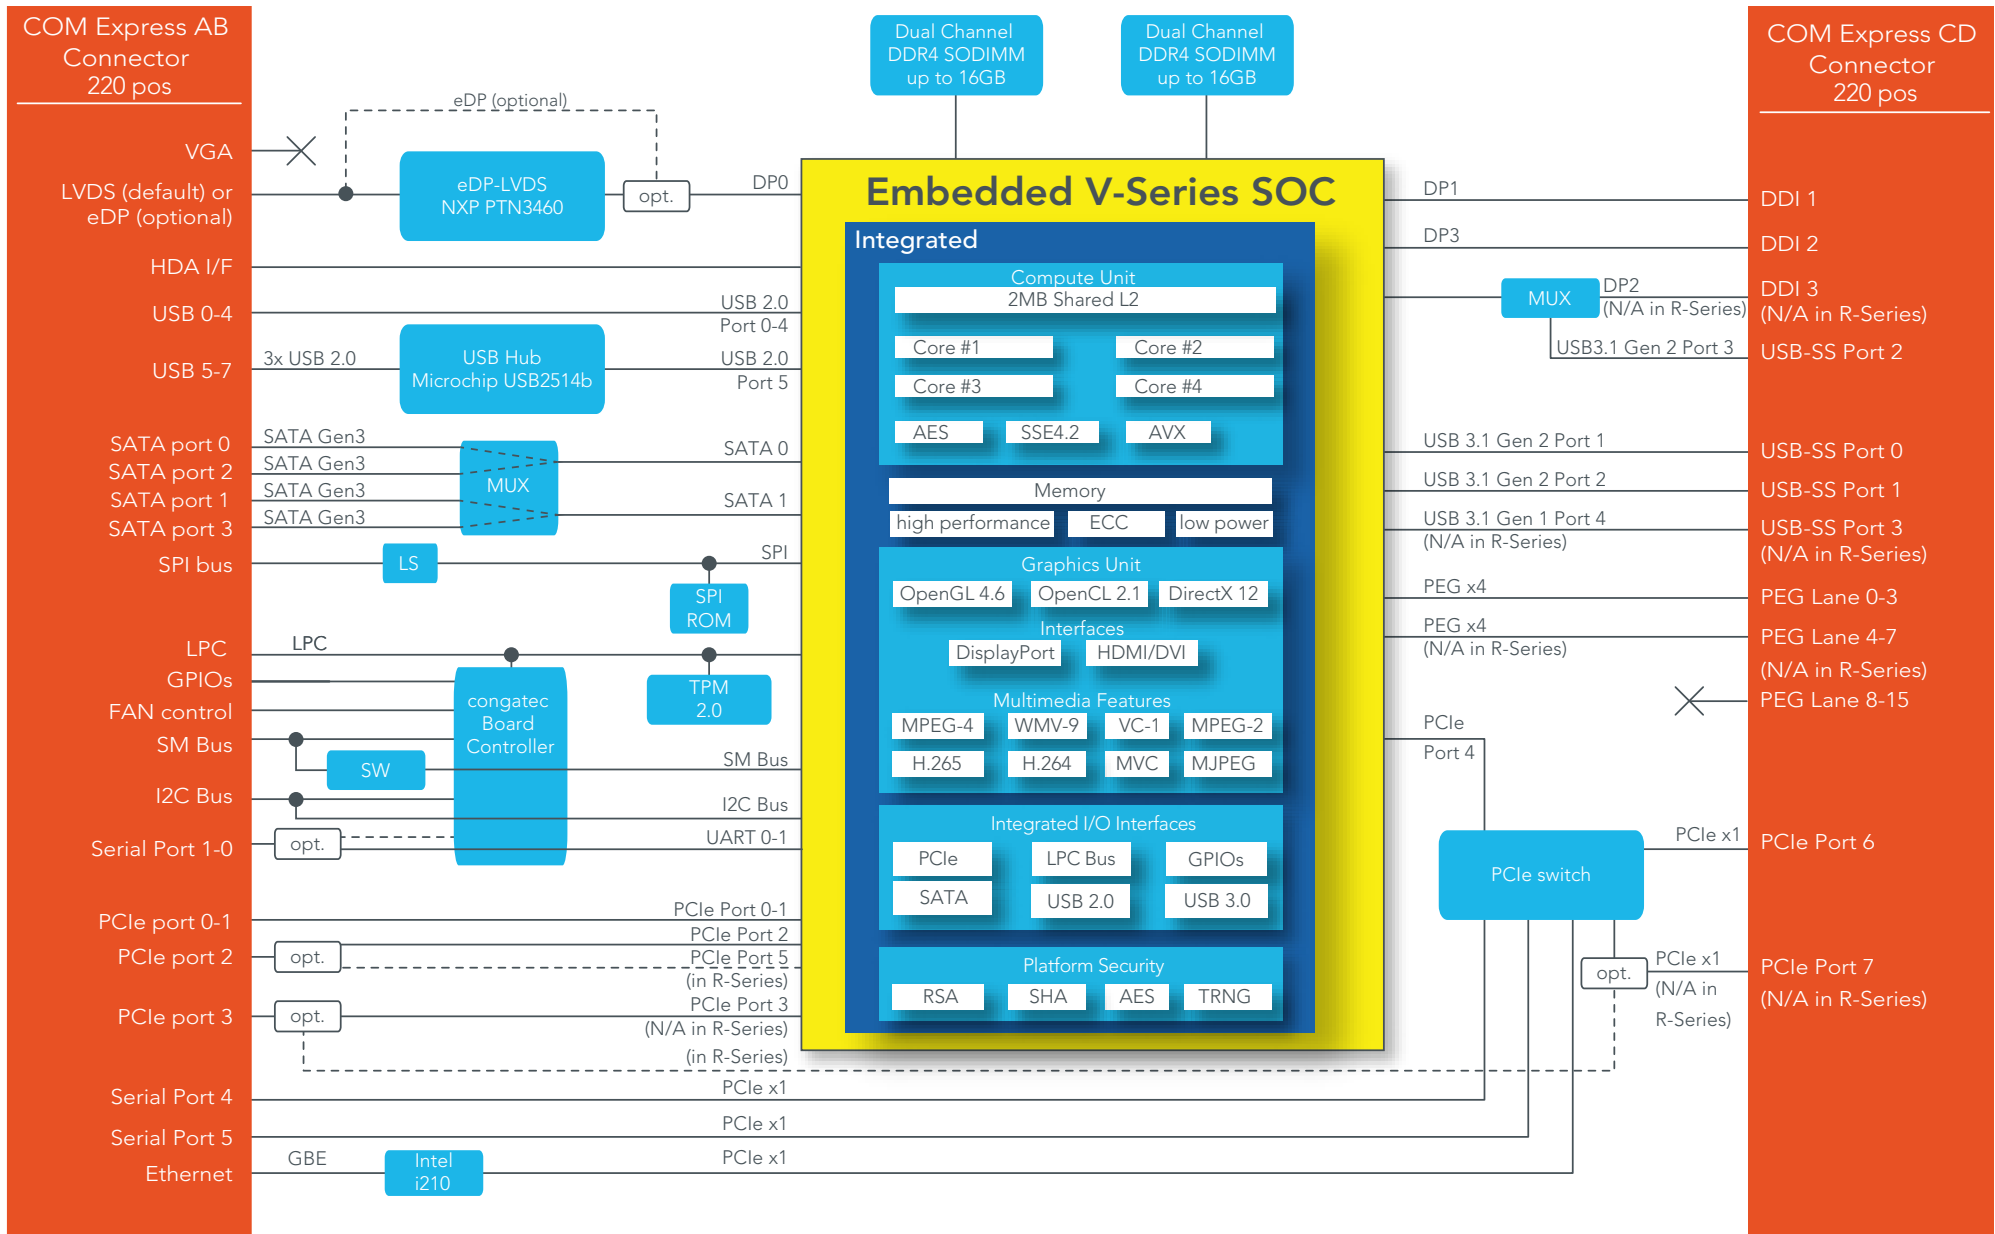 COM Express AB
Connector
220 pos
VGA
LVDS (default) or
eDP (optional)
HDA I/F
USB 0-4
USB 5-7
SATA port 0
SATA port 2
SATA port 1
SATA port 3
SPI bus
LPC
GPIOs
FAN control
SM Bus
I2C Bus
Serial Port 1-0
PCIe port 0-1
PCIe port 2
PCIe port 3
Serial Port 4
Serial Port 5
Ethernet
eDP (optional)
eDP-LVDS
NXP PTN3460
opt.
DP0
USB 2.0
Port 0-4
3x USB 2.0
USB Hub
Microchip USB2514b
USB 2.0
Port 5
SATA Gen3
SATA Gen3
SATA Gen3
SATA Gen3
MUX
SATA 0
SATA 1
LS
SPI
SPI
ROM
LPC
congatec
Board
Controller
TPM
2.0
SW
SM Bus
I2C Bus
opt.
UART 0-1
PCIe Port 0-1
opt.
PCIe Port 2
PCIe Port 5
(in R-Series)
opt.
PCIe Port 3
(N/A in R-Series)
(in R-Series)
PCIe x1
PCIe x1
GBE
Intel
i210
PCIe x1
Dual Channel
DDR4 SODIMM
up to 16GB
Dual Channel
DDR4 SODIMM
up to 16GB
Embedded V-Series SOC
Integrated
Compute Unit
2MB Shared L2
Core #1
Core #2
Core #3
Core #4
AES
SSE4.2
AVX
Memory
high performance
ECC
low power
Graphics Unit
OpenGL 4.6
OpenCL 2.1
DirectX 12
Interfaces
DisplayPort
HDMI/DVI
Multimedia Features
MPEG-4
WMV-9
VC-1
MPEG-2
H.265
H.264
MVC
MJPEG
Integrated I/O Interfaces
PCIe
LPC Bus
GPIOs
SATA
USB 2.0
USB 3.0
Platform Security
RSA
SHA
AES
TRNG
DP1
DP3
MUX
DP2
(N/A in R-Series)
USB3.1 Gen 2 Port 3
USB 3.1 Gen 2 Port 1
USB 3.1 Gen 2 Port 2
USB 3.1 Gen 1 Port 4
(N/A in R-Series)
PEG x4
PEG x4
(N/A in R-Series)
PCIe
Port 4
PCIe switch
PCIe x1
opt.
PCIe x1
(N/A in
R-Series)
COM Express CD
Connector
220 pos
DDI 1
DDI 2
DDI 3
(N/A in R-Series)
USB-SS Port 2
USB-SS Port 0
USB-SS Port 1
USB-SS Port 3
(N/A in R-Series)
PEG Lane 0-3
PEG Lane 4-7
(N/A in R-Series)
PEG Lane 8-15
PCIe Port 6
PCIe Port 7
(N/A in R-Series)